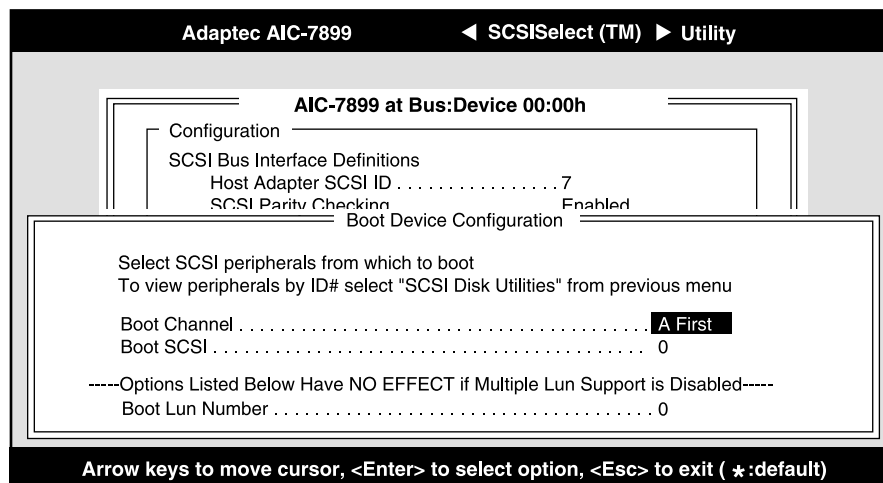 Adaptec AIC-7899 ◀ SCSISelect (TM) ▶ Utility
AIC-7899 at Bus:Device 00:00h
Configuration
SCSI Bus Interface Definitions
Host Adapter SCSI ID . . . . . . . . . . . . . . . . 7
SCSI Parity Checking Enabled
Boot Device Configuration
Select SCSI peripherals from which to boot
To view peripherals by ID# select "SCSI Disk Utilities" from previous menu
Boot Channel . . . . . . . . . . . . . . . . . . . . . . . . . . . . . . . . . . . . . . . . A First
Boot SCSI . . . . . . . . . . . . . . . . . . . . . . . . . . . . . . . . . . . . . . . . . . 0
-----Options Listed Below Have NO EFFECT if Multiple Lun Support is Disabled-----
Boot Lun Number . . . . . . . . . . . . . . . . . . . . . . . . . . . . . . . . . . . . . 0
Arrow keys to move cursor, <Enter> to select option, <Esc> to exit ( *:default)